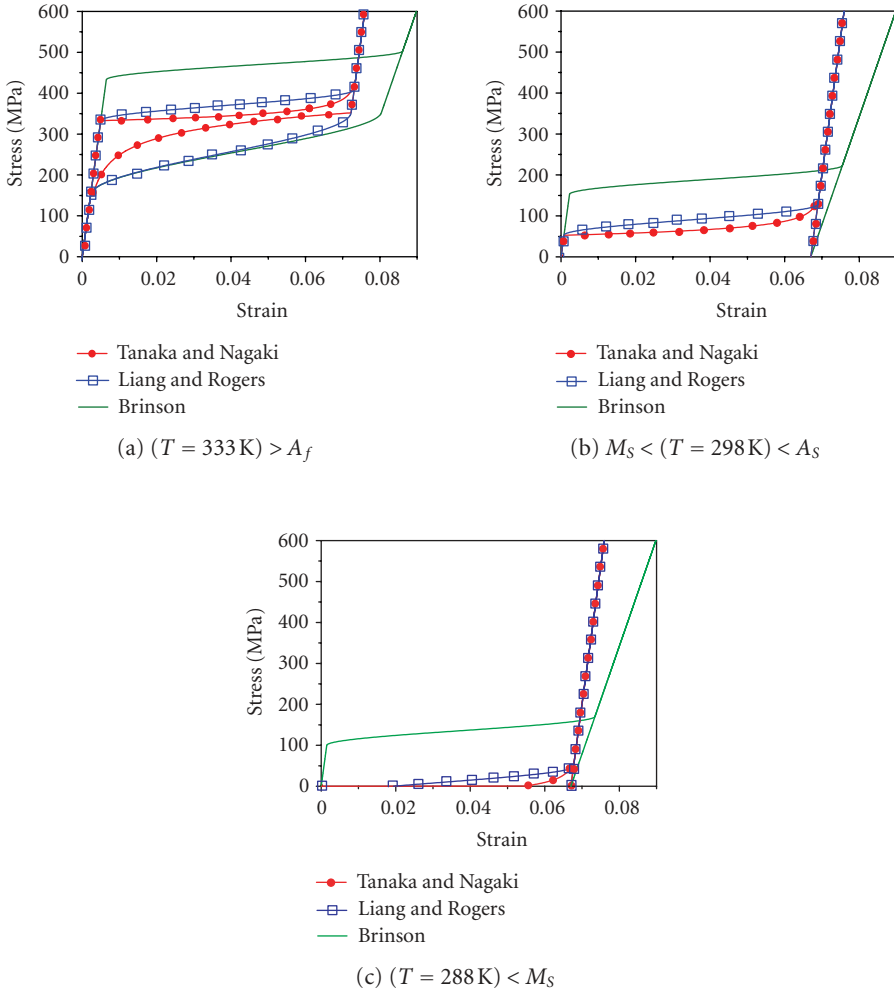 600
500
400
300
200
100
0
Stress (MPa)
0 0.02 0.04 0.06 0.08
Strain
Tanaka and Nagaki
Liang and Rogers
Brinson
(a) (T = 333 K) > A_f
600
500
400
300
200
100
0
Stress (MPa)
0 0.02 0.04 0.06 0.08
Strain
Tanaka and Nagaki
Liang and Rogers
Brinson
(b) M_S < (T = 298 K) < A_S
600
500
400
300
200
100
0
Stress (MPa)
0 0.02 0.04 0.06 0.08
Strain
Tanaka and Nagaki
Liang and Rogers
Brinson
(c) (T = 288 K) < M_S